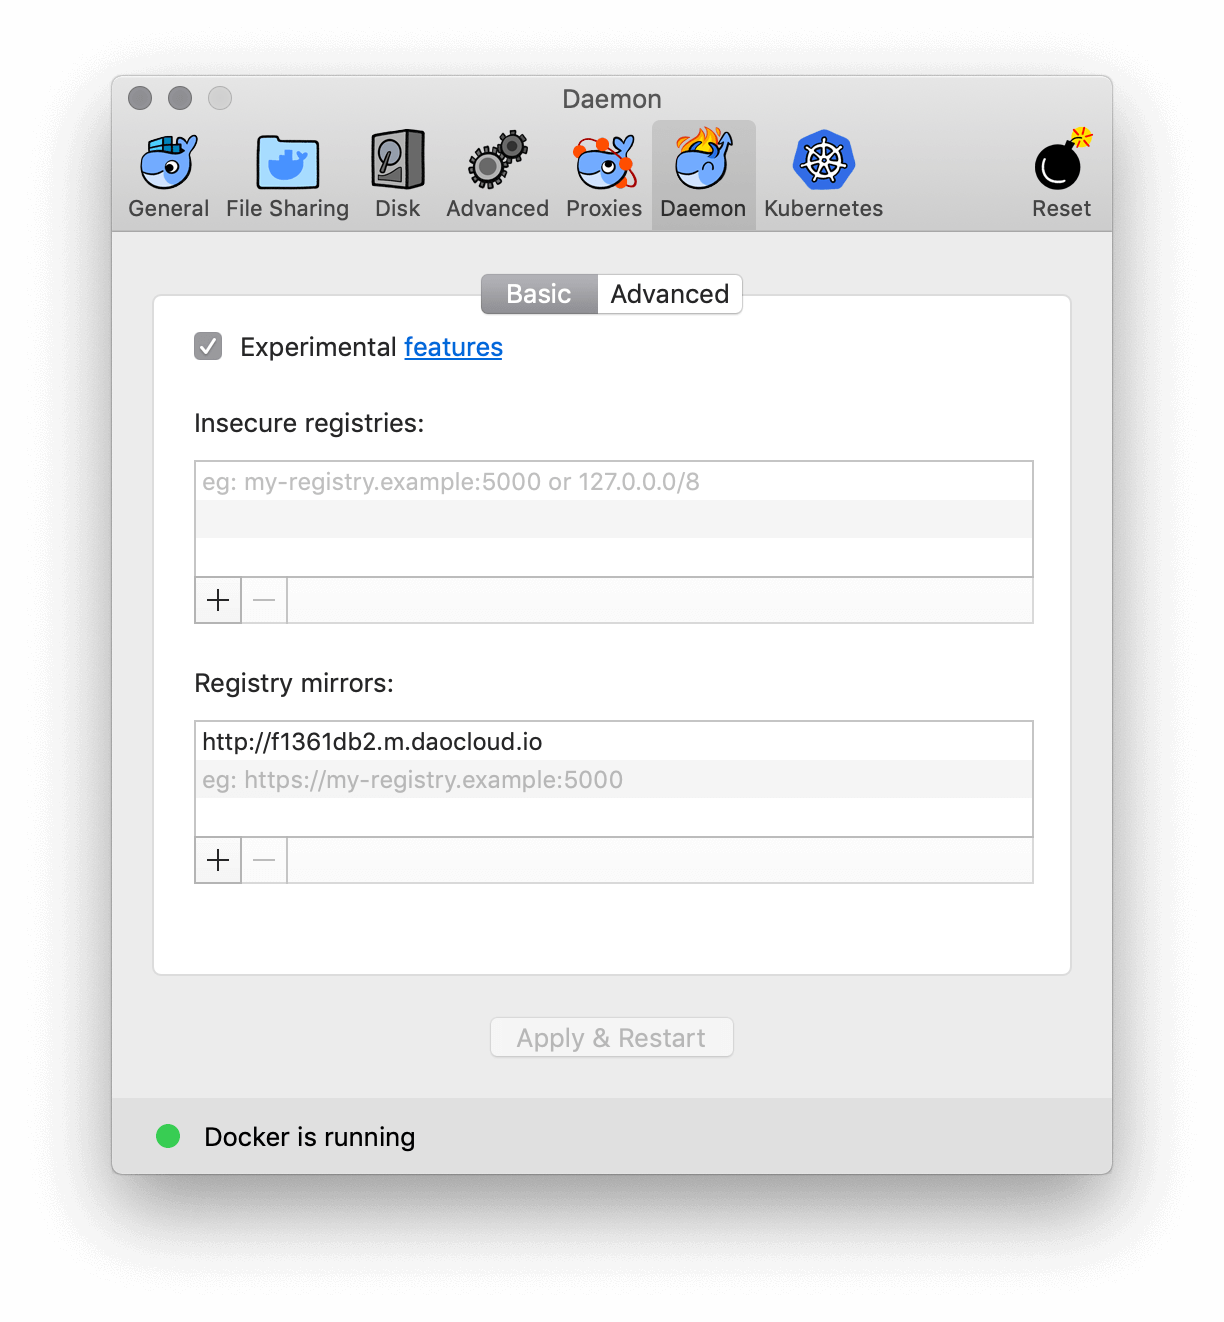 Daemon
General File Sharing Disk Advanced Proxies Daemon Kubernetes Reset
Basic Advanced
Experimental features
Insecure registries:
eg: my-registry.example:5000 or 127.0.0.0/8
Registry mirrors:
http://f1361db2.m.daocloud.io
eg: https://my-registry.example:5000
Apply & Restart
Docker is running